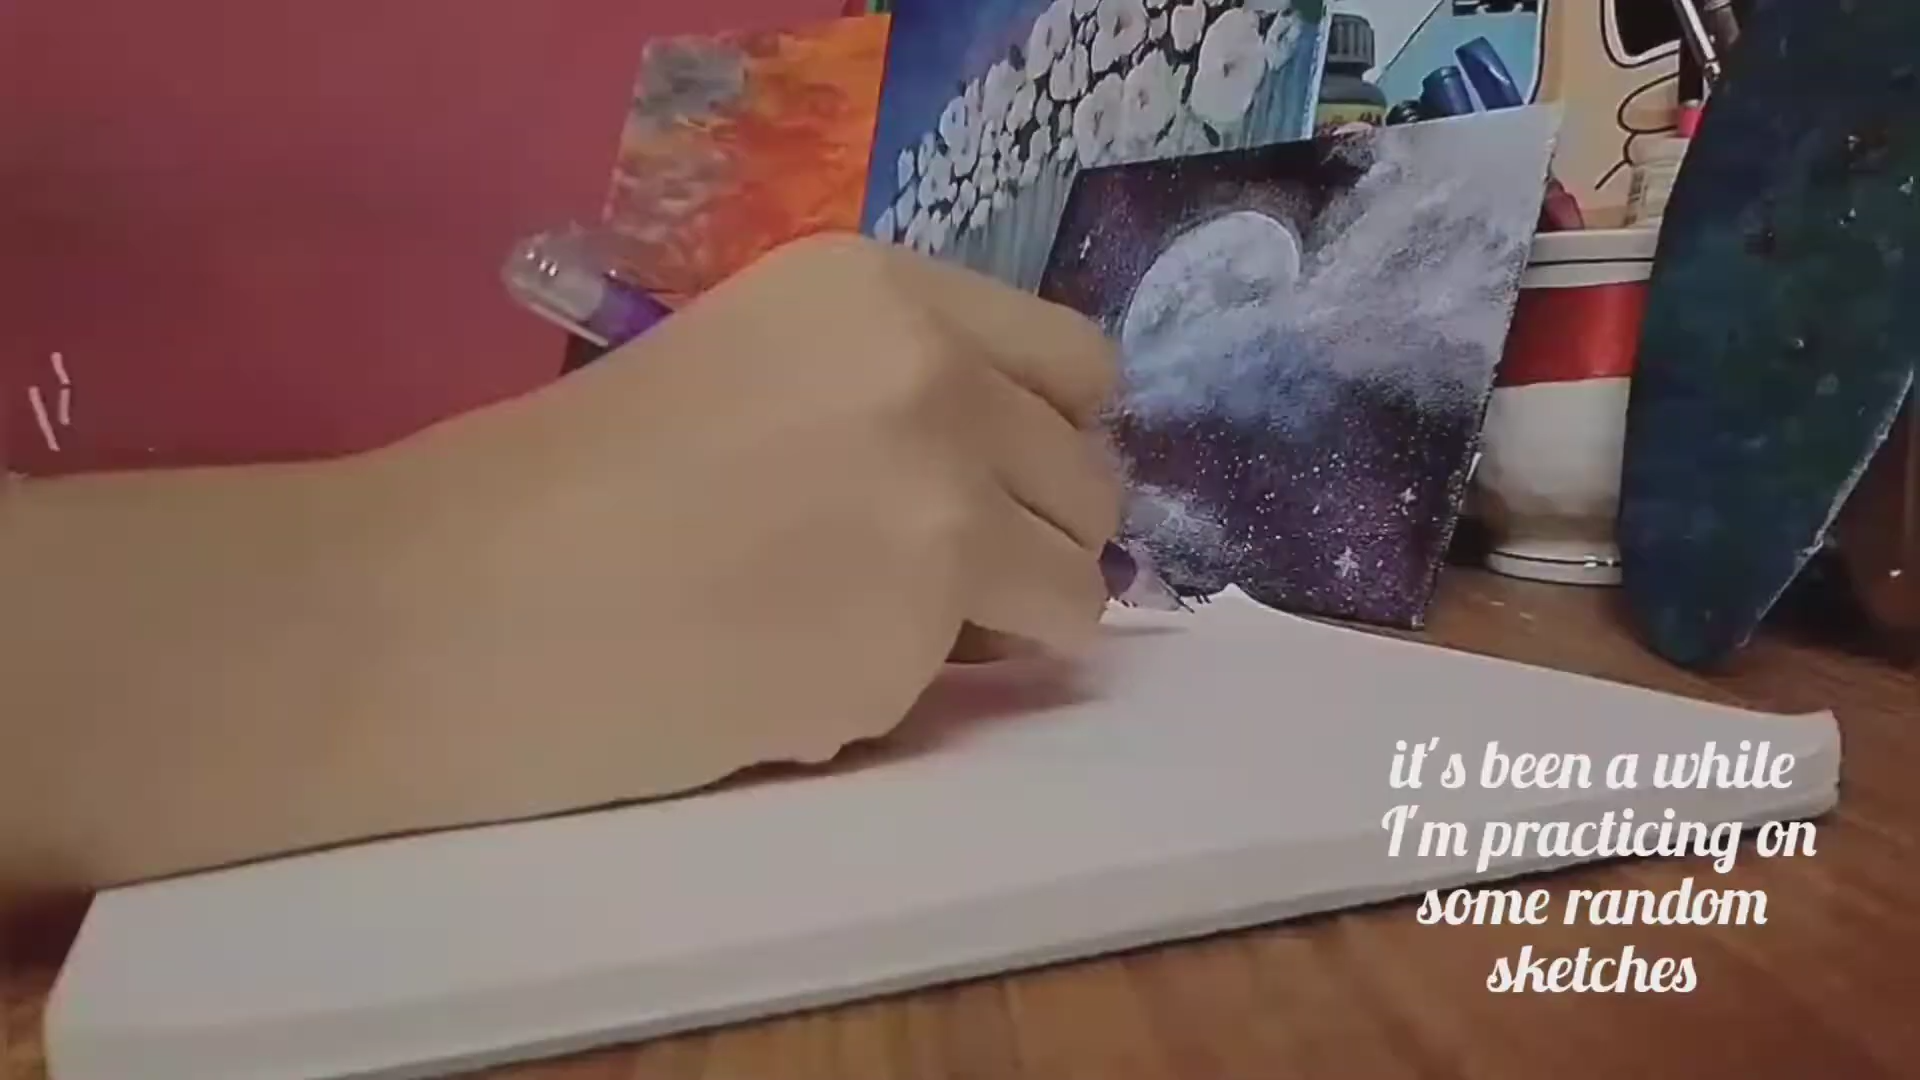 it's been a while
I'm practicing on
some random
sketches